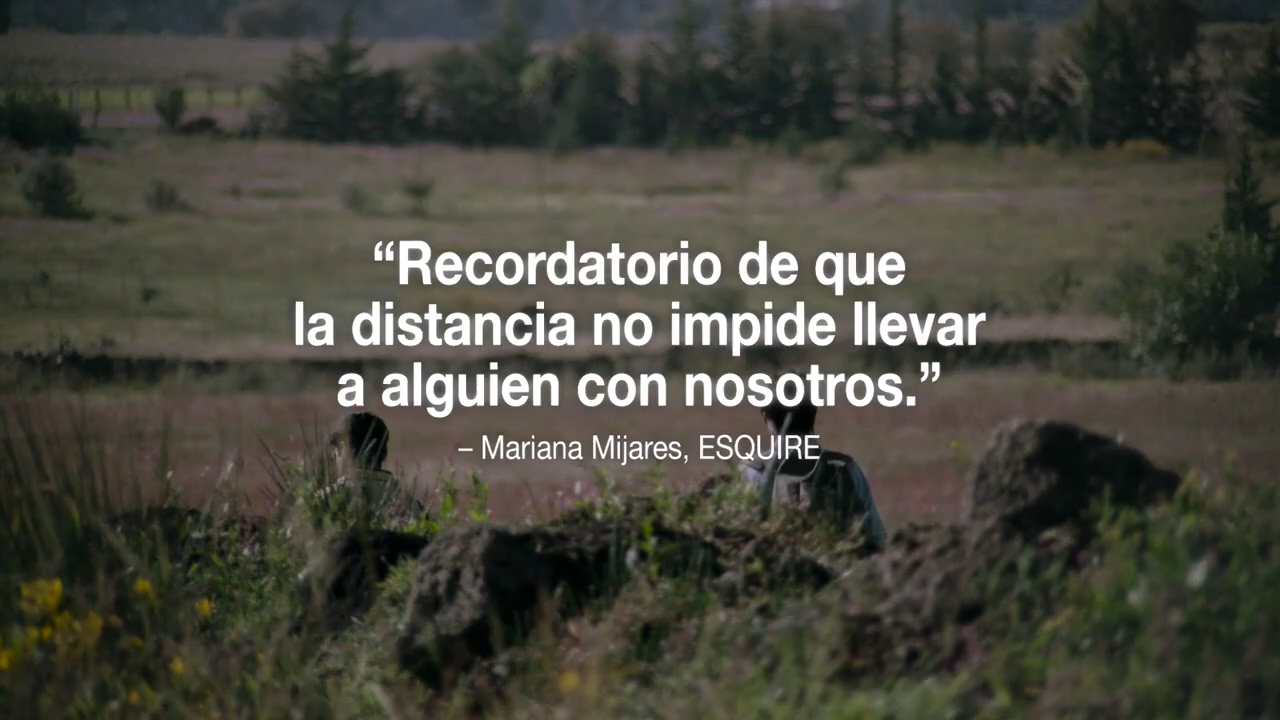 “Recordatorio de que
la distancia no impide llevar
a alguien con nosotros.”
– Mariana Mijares, ESQUIRE